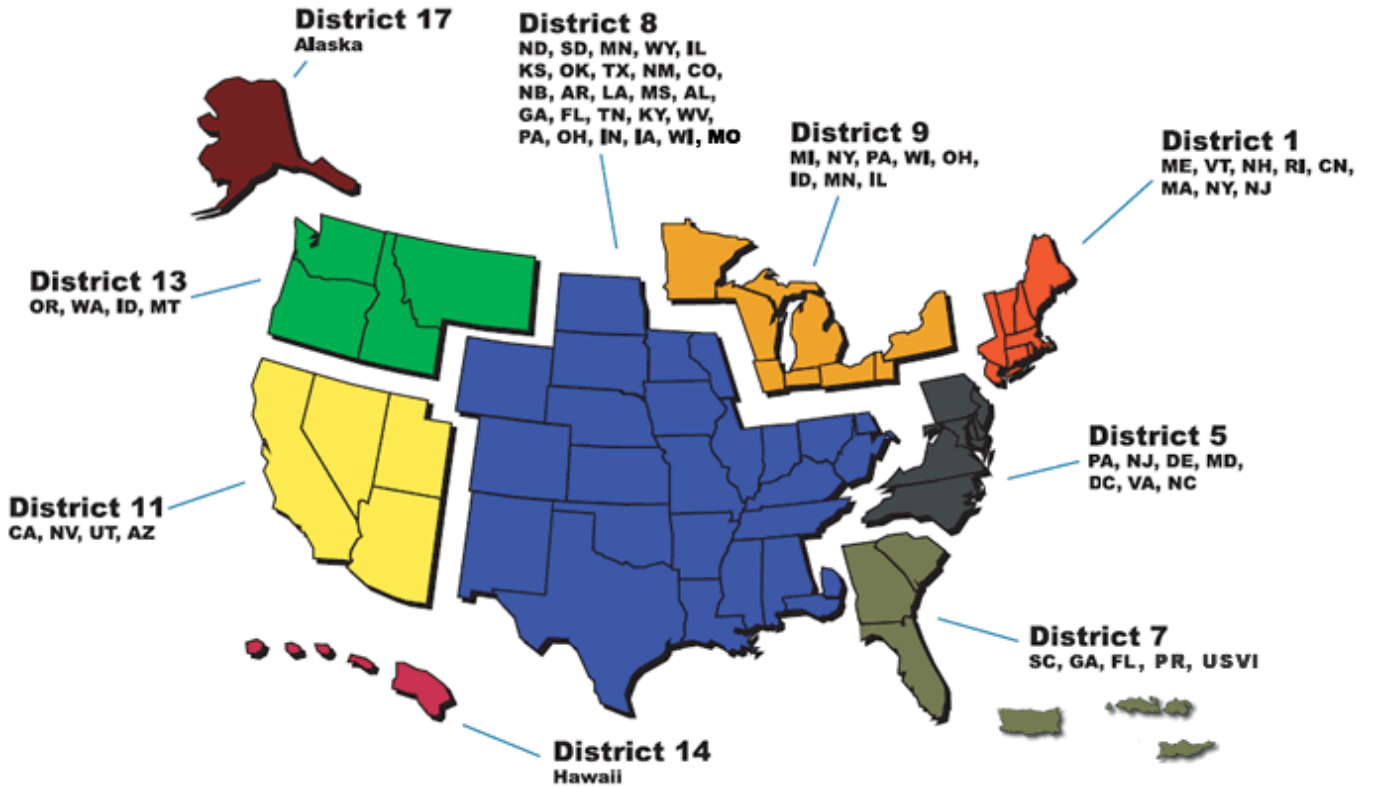 District 17
Alaska
District 8
ND, SD, MN, WY, IL
KS, OK, TX, NM, CO,
NB, AR, LA, MS, AL,
GA, FL, TN, KY, WV,
PA, OH, IN, IA, WI, MO
District 9
MI, NY, PA, WI, OH,
ID, MN, IL
District 1
ME, VT, NH, RI, CN,
MA, NY, NJ
District 13
OR, WA, ID, MT
District 5
PA, NJ, DE, MD,
DC, VA, NC
District 11
CA, NV, UT, AZ
District 7
SC, GA, FL, PR, USVI
District 14
Hawaii